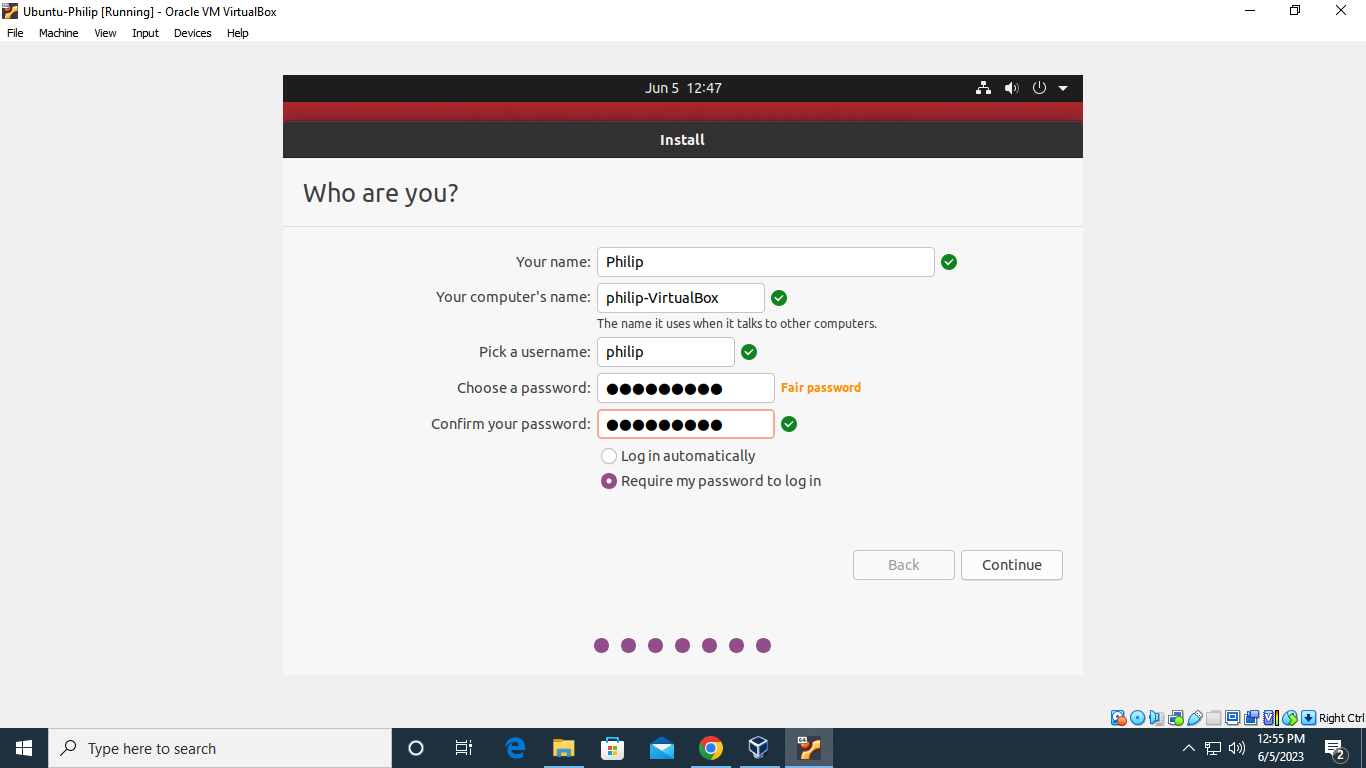 Ubuntu-Philip [Running] - Oracle VM VirtualBox
File Machine View Input Devices Help
Jun 5 12:47
Install
Who are you?
Your name: Philip
Your computer's name: philip-VirtualBox
The name it uses when it talks to other computers.
Pick a username: philip
Choose a password: ●●●●●●●●● Fair password
Confirm your password: ●●●●●●●●●
Log in automatically
Require my password to log in
Back Continue
Right Ctrl
Type here to search
12:55 PM
6/5/2023
2